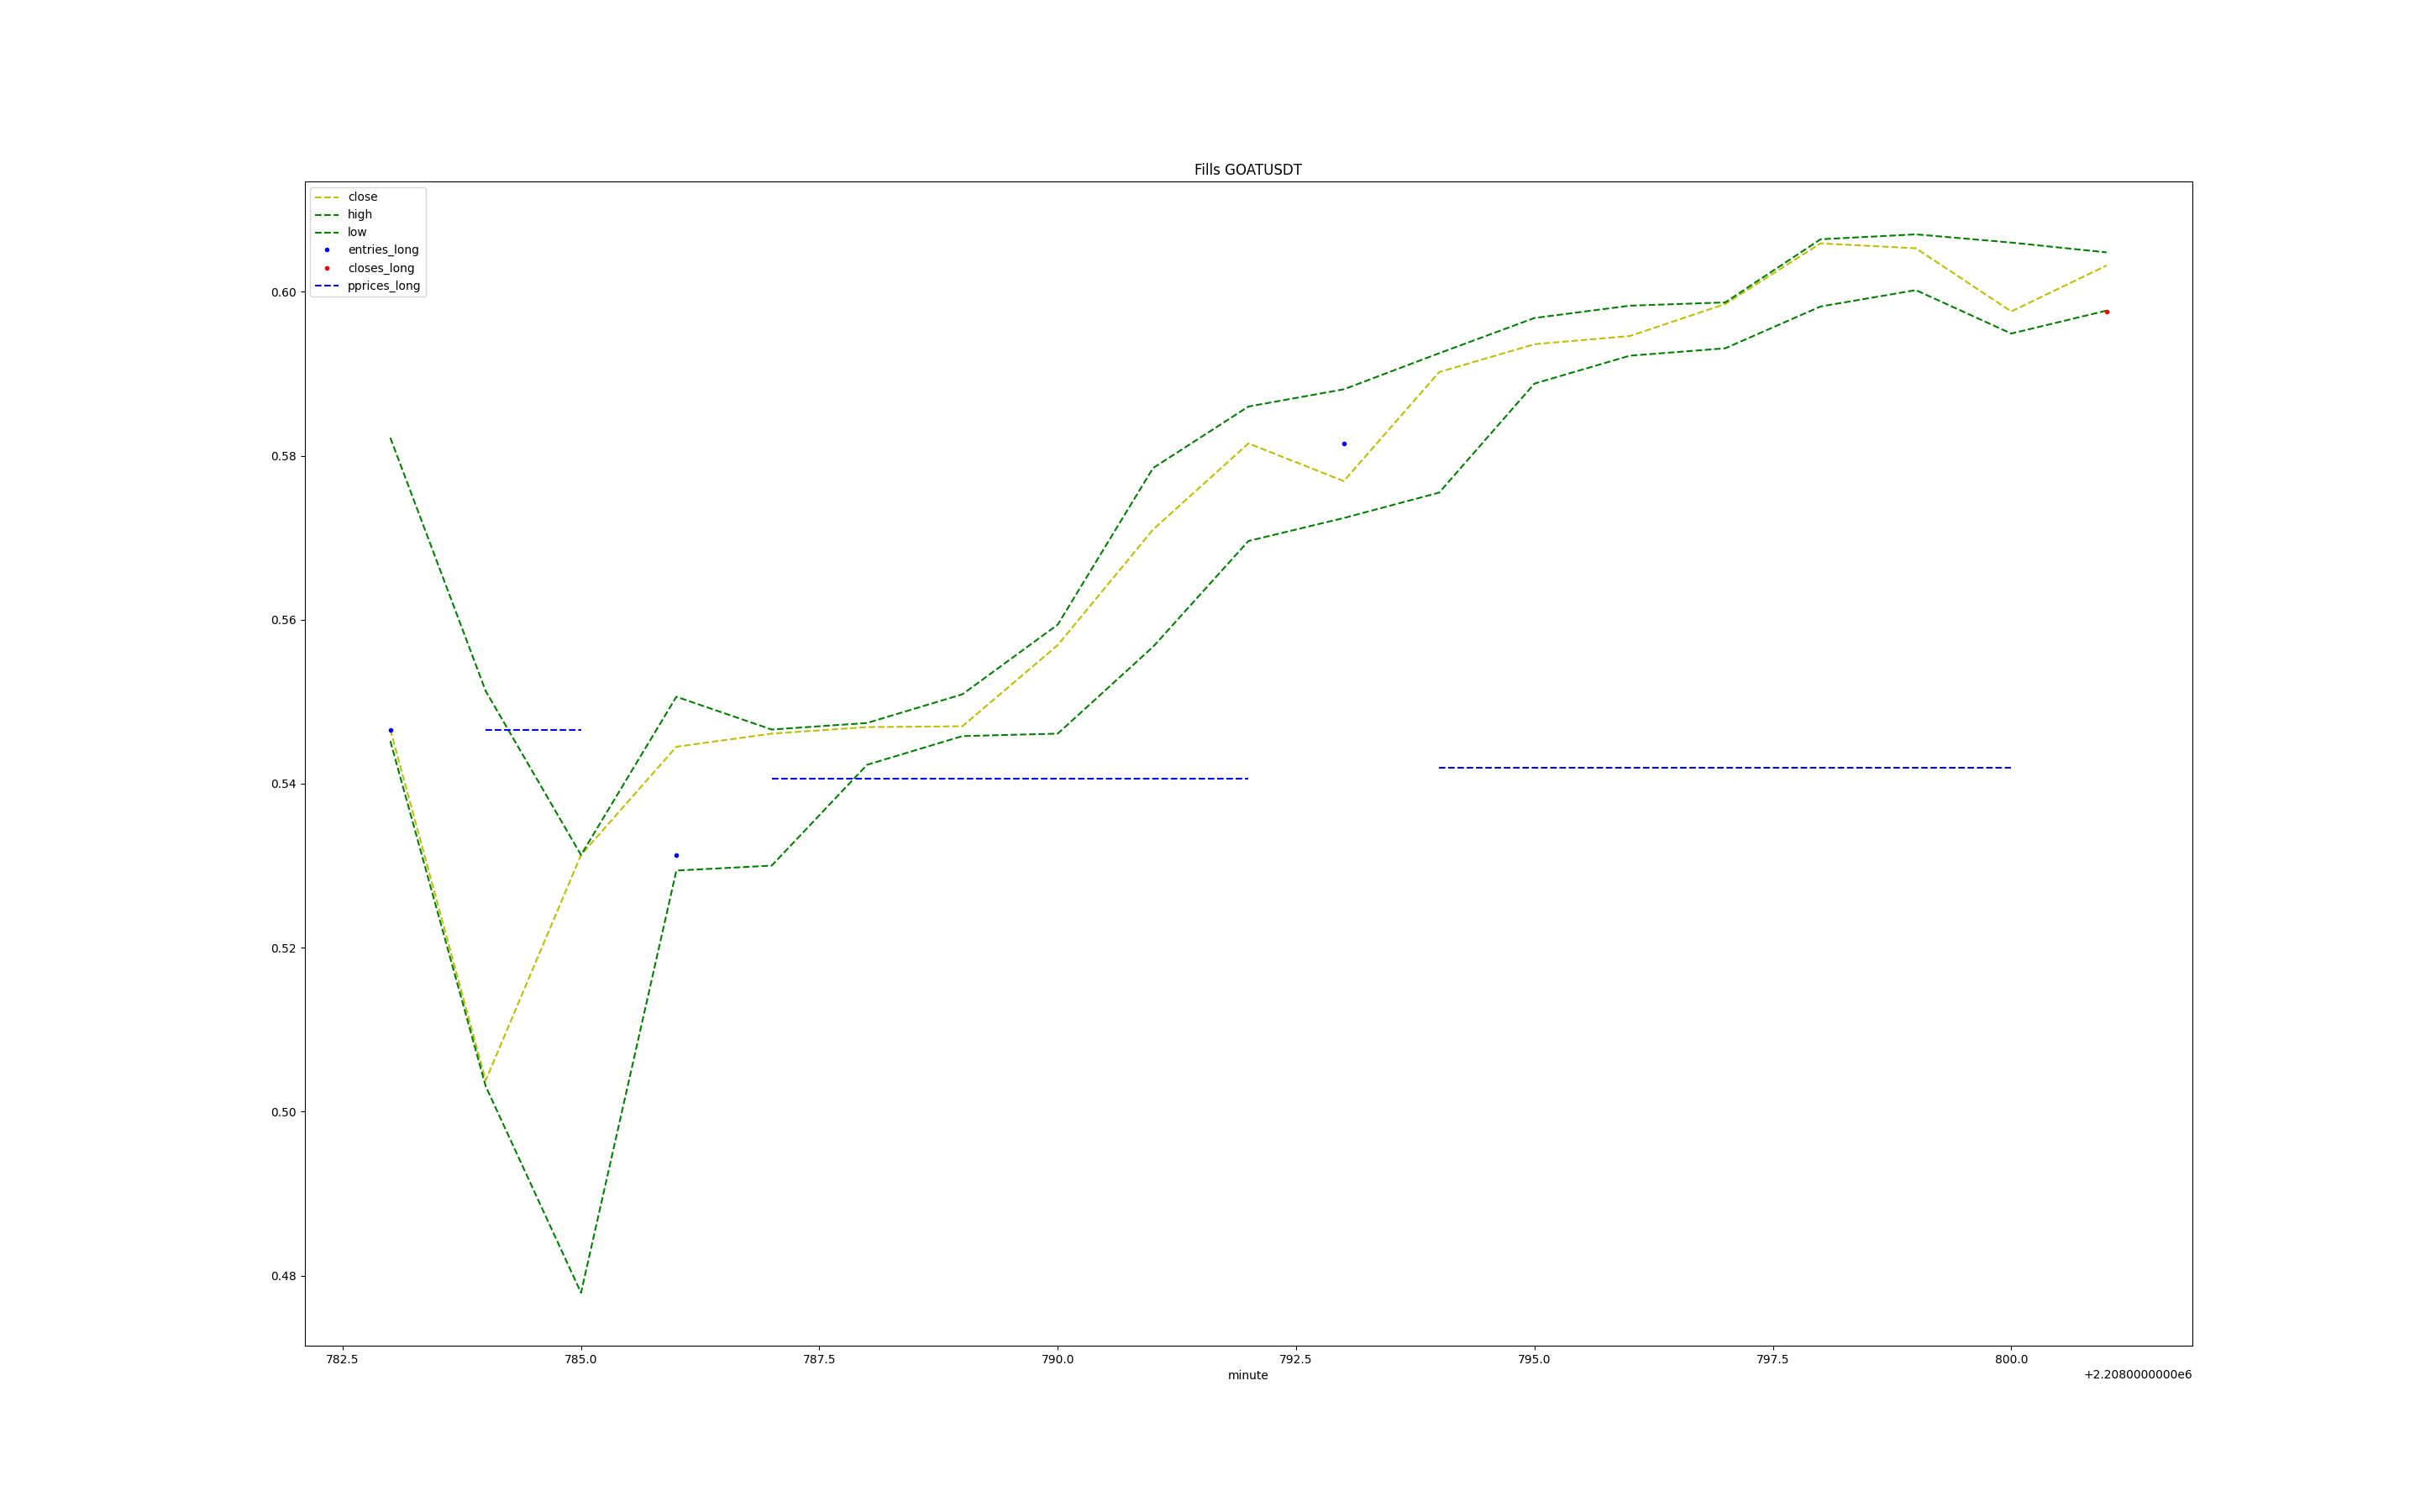 Fills GOATUSDT
close
high
low
entries_long
closes_long
pprices_long
0.60
0.58
0.56
0.54
0.52
0.50
0.48
782.5 785.0 787.5 790.0 792.5 795.0 797.5 800.0
minute +2.2080000000e6